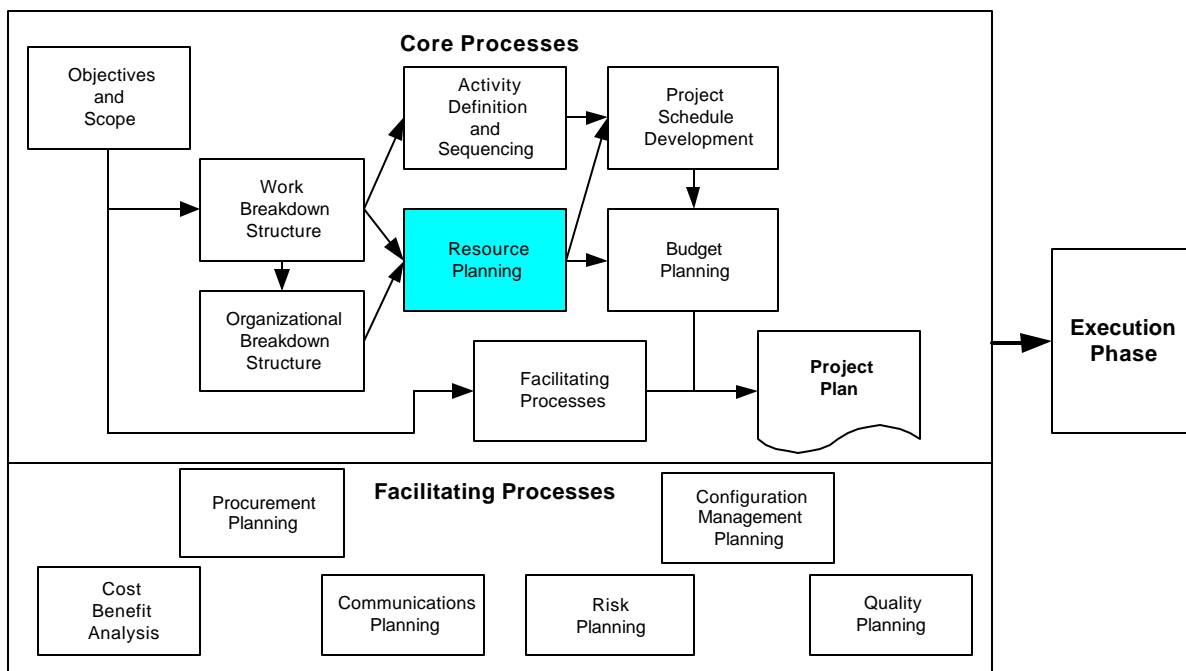 Core Processes
Objectives
and
Scope
Activity
Definition
and
Sequencing
Project
Schedule
Development
Work
Breakdown
Structure
Resource
Planning
Budget
Planning
Organizational
Breakdown
Structure
Facilitating
Processes
Project
Plan
Execution
Phase
Facilitating Processes
Procurement
Planning
Configuration
Management
Planning
Cost
Benefit
Analysis
Communications
Planning
Risk
Planning
Quality
Planning